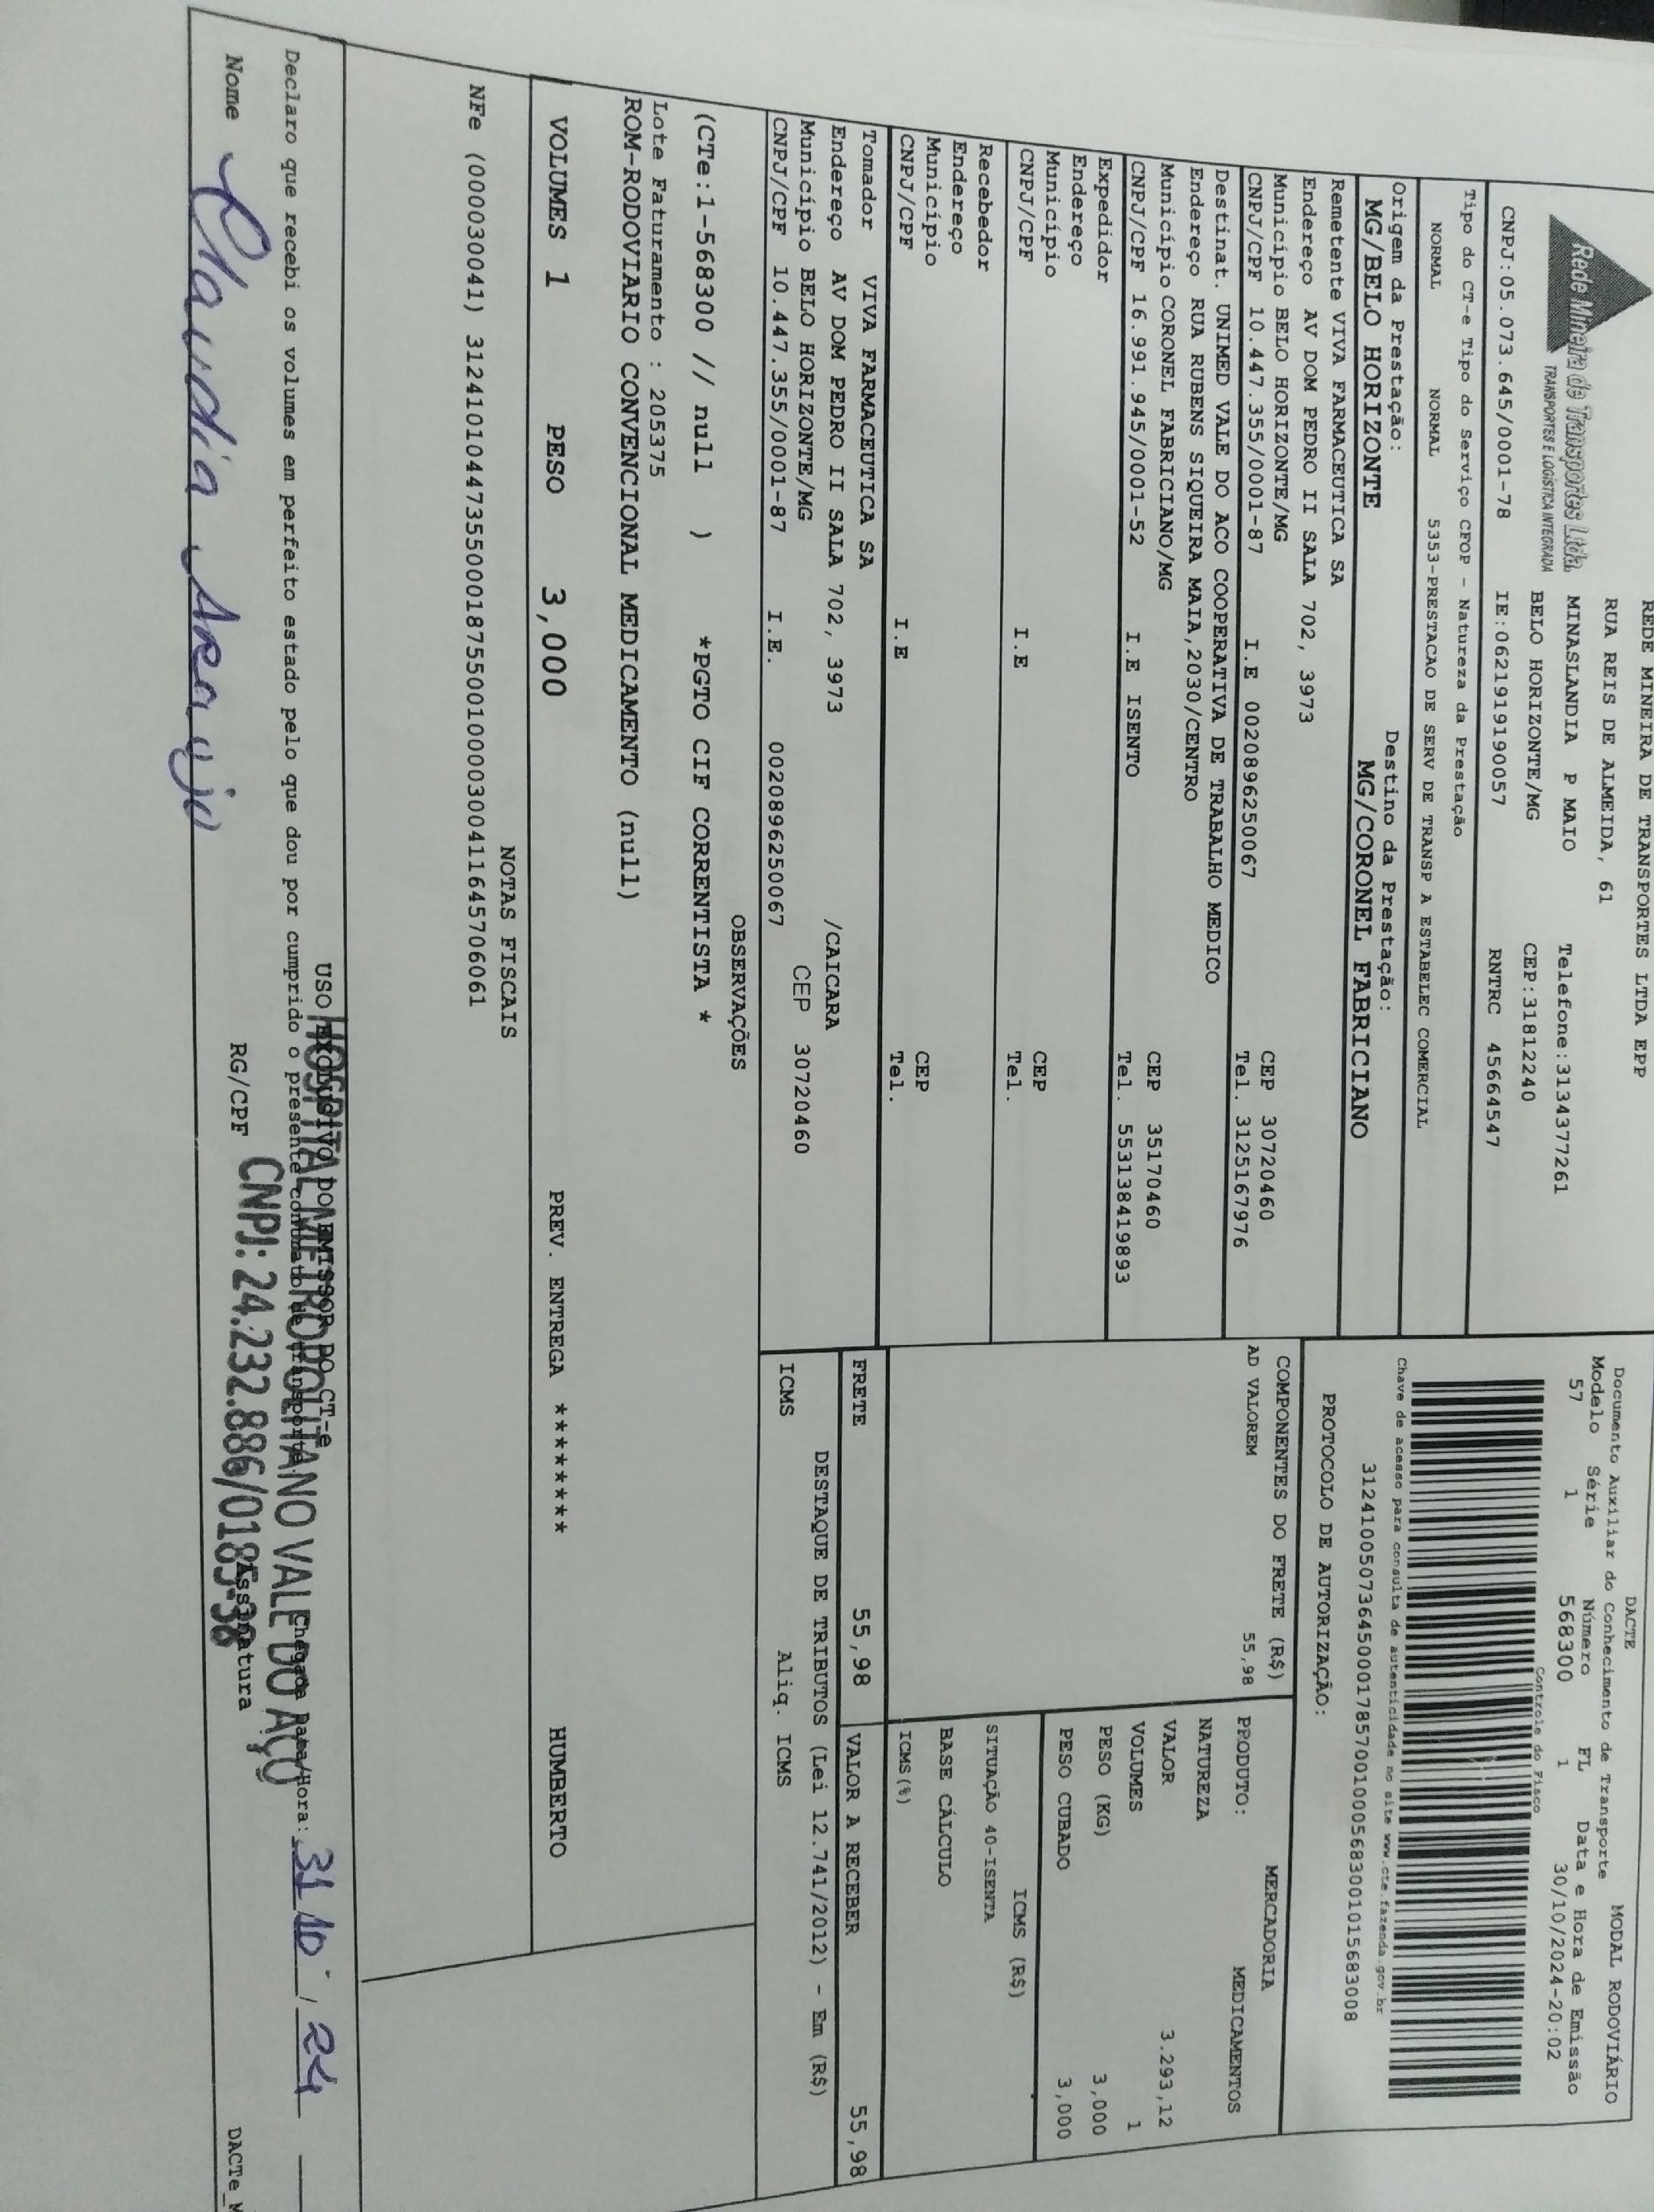 Rede Mineira de Transportes Ltda.
TRANSPORTES E LOGÍSTICA INTEGRADA
REDE MINEIRA DE TRANSPORTES LTDA EPP
RUA REIS DE ALMEIDA, 61
MINASLANDIA P MAIO Telefone:3134377261
BELO HORIZONTE/MG CEP:31812240
CNPJ:05.073.645/0001-78 IE:0621919190057 RNTRC 45664547
Tipo do CT-e Tipo do Serviço CFOP - Natureza da Prestação
NORMAL NORMAL 5353-PRESTACAO DE SERV DE TRANSP A ESTABELEC COMERCIAL
Origem da Prestação: Destino da Prestação:
MG/BELO HORIZONTE MG/CORONEL FABRICIANO
Remetente VIVA FARMACEUTICA SA
Endereço AV DOM PEDRO II SALA 702, 3973
Município BELO HORIZONTE/MG CEP 30720460
CNPJ/CPF 10.447.355/0001-87 I.E 0020896250067 Tel. 3125167976
Destinat. UNIMED VALE DO ACO COOPERATIVA DE TRABALHO MEDICO
Endereço RUA RUBENS SIQUEIRA MAIA,2030/CENTRO
Município CORONEL FABRICIANO/MG CEP 35170460
CNPJ/CPF 16.991.945/0001-52 I.E ISENTO Tel. 553138419893
Expedidor
Endereço
Município CEP
CNPJ/CPF I.E Tel.
Recebedor
Endereço
Município CEP
CNPJ/CPF I.E Tel.
Tomador VIVA FARMACEUTICA SA
Endereço AV DOM PEDRO II SALA 702, 3973 /CAICARA
Município BELO HORIZONTE/MG CEP 30720460
CNPJ/CPF 10.447.355/0001-87 I.E. 0020896250067
DACTE MODAL RODOVIÁRIO
Documento Auxiliar do Conhecimento de Transporte
Modelo Série Número FL Data e Hora de Emissão
57 1 568300 1 30/10/2024-20:02
Controle do Fisco
Chave de acesso para consulta de autenticidade no site www.cte.fazenda.gov.br
31241005073645000178570010005683001015683008
PROTOCOLO DE AUTORIZAÇÃO:
COMPONENTES DO FRETE (R$)
AD VALOREM 55,98
MERCADORIA
PRODUTO: MEDICAMENTOS
NATUREZA
VALOR 3.293,12
VOLUMES 1
PESO (KG) 3,000
PESO CUBADO 3,000
ICMS (R$)
SITUAÇÃO 40-ISENTA
BASE CÁLCULO
ICMS(%)
FRETE 55,98 VALOR A RECEBER 55,98
DESTAQUE DE TRIBUTOS (Lei 12.741/2012) - Em (R$)
ICMS Aliq. ICMS
OBSERVAÇÕES
(CTe:1-568300 // null ) *PGTO CIF CORRENTISTA *
Lote Faturamento : 205375
ROM-RODOVIARIO CONVENCIONAL MEDICAMENTO (null)
VOLUMES 1 PESO 3,000 PREV. ENTREGA ******** HUMBERTO
NOTAS FISCAIS
NFe (000030041) 31241010447355000187550010000300411645706061
USO EXCLUSIVO DO EMISSOR DO CT-e
Declaro que recebi os volumes em perfeito estado pelo que dou por cumprido o presente contrato de transporte. Chegada Data/Hora: 31/10/24
Nome Claudia Araujo RG/CPF Assinatura
HOSPITAL METROPOLITANO VALE DO AÇO
CNPJ: 24.232.886/0185-38